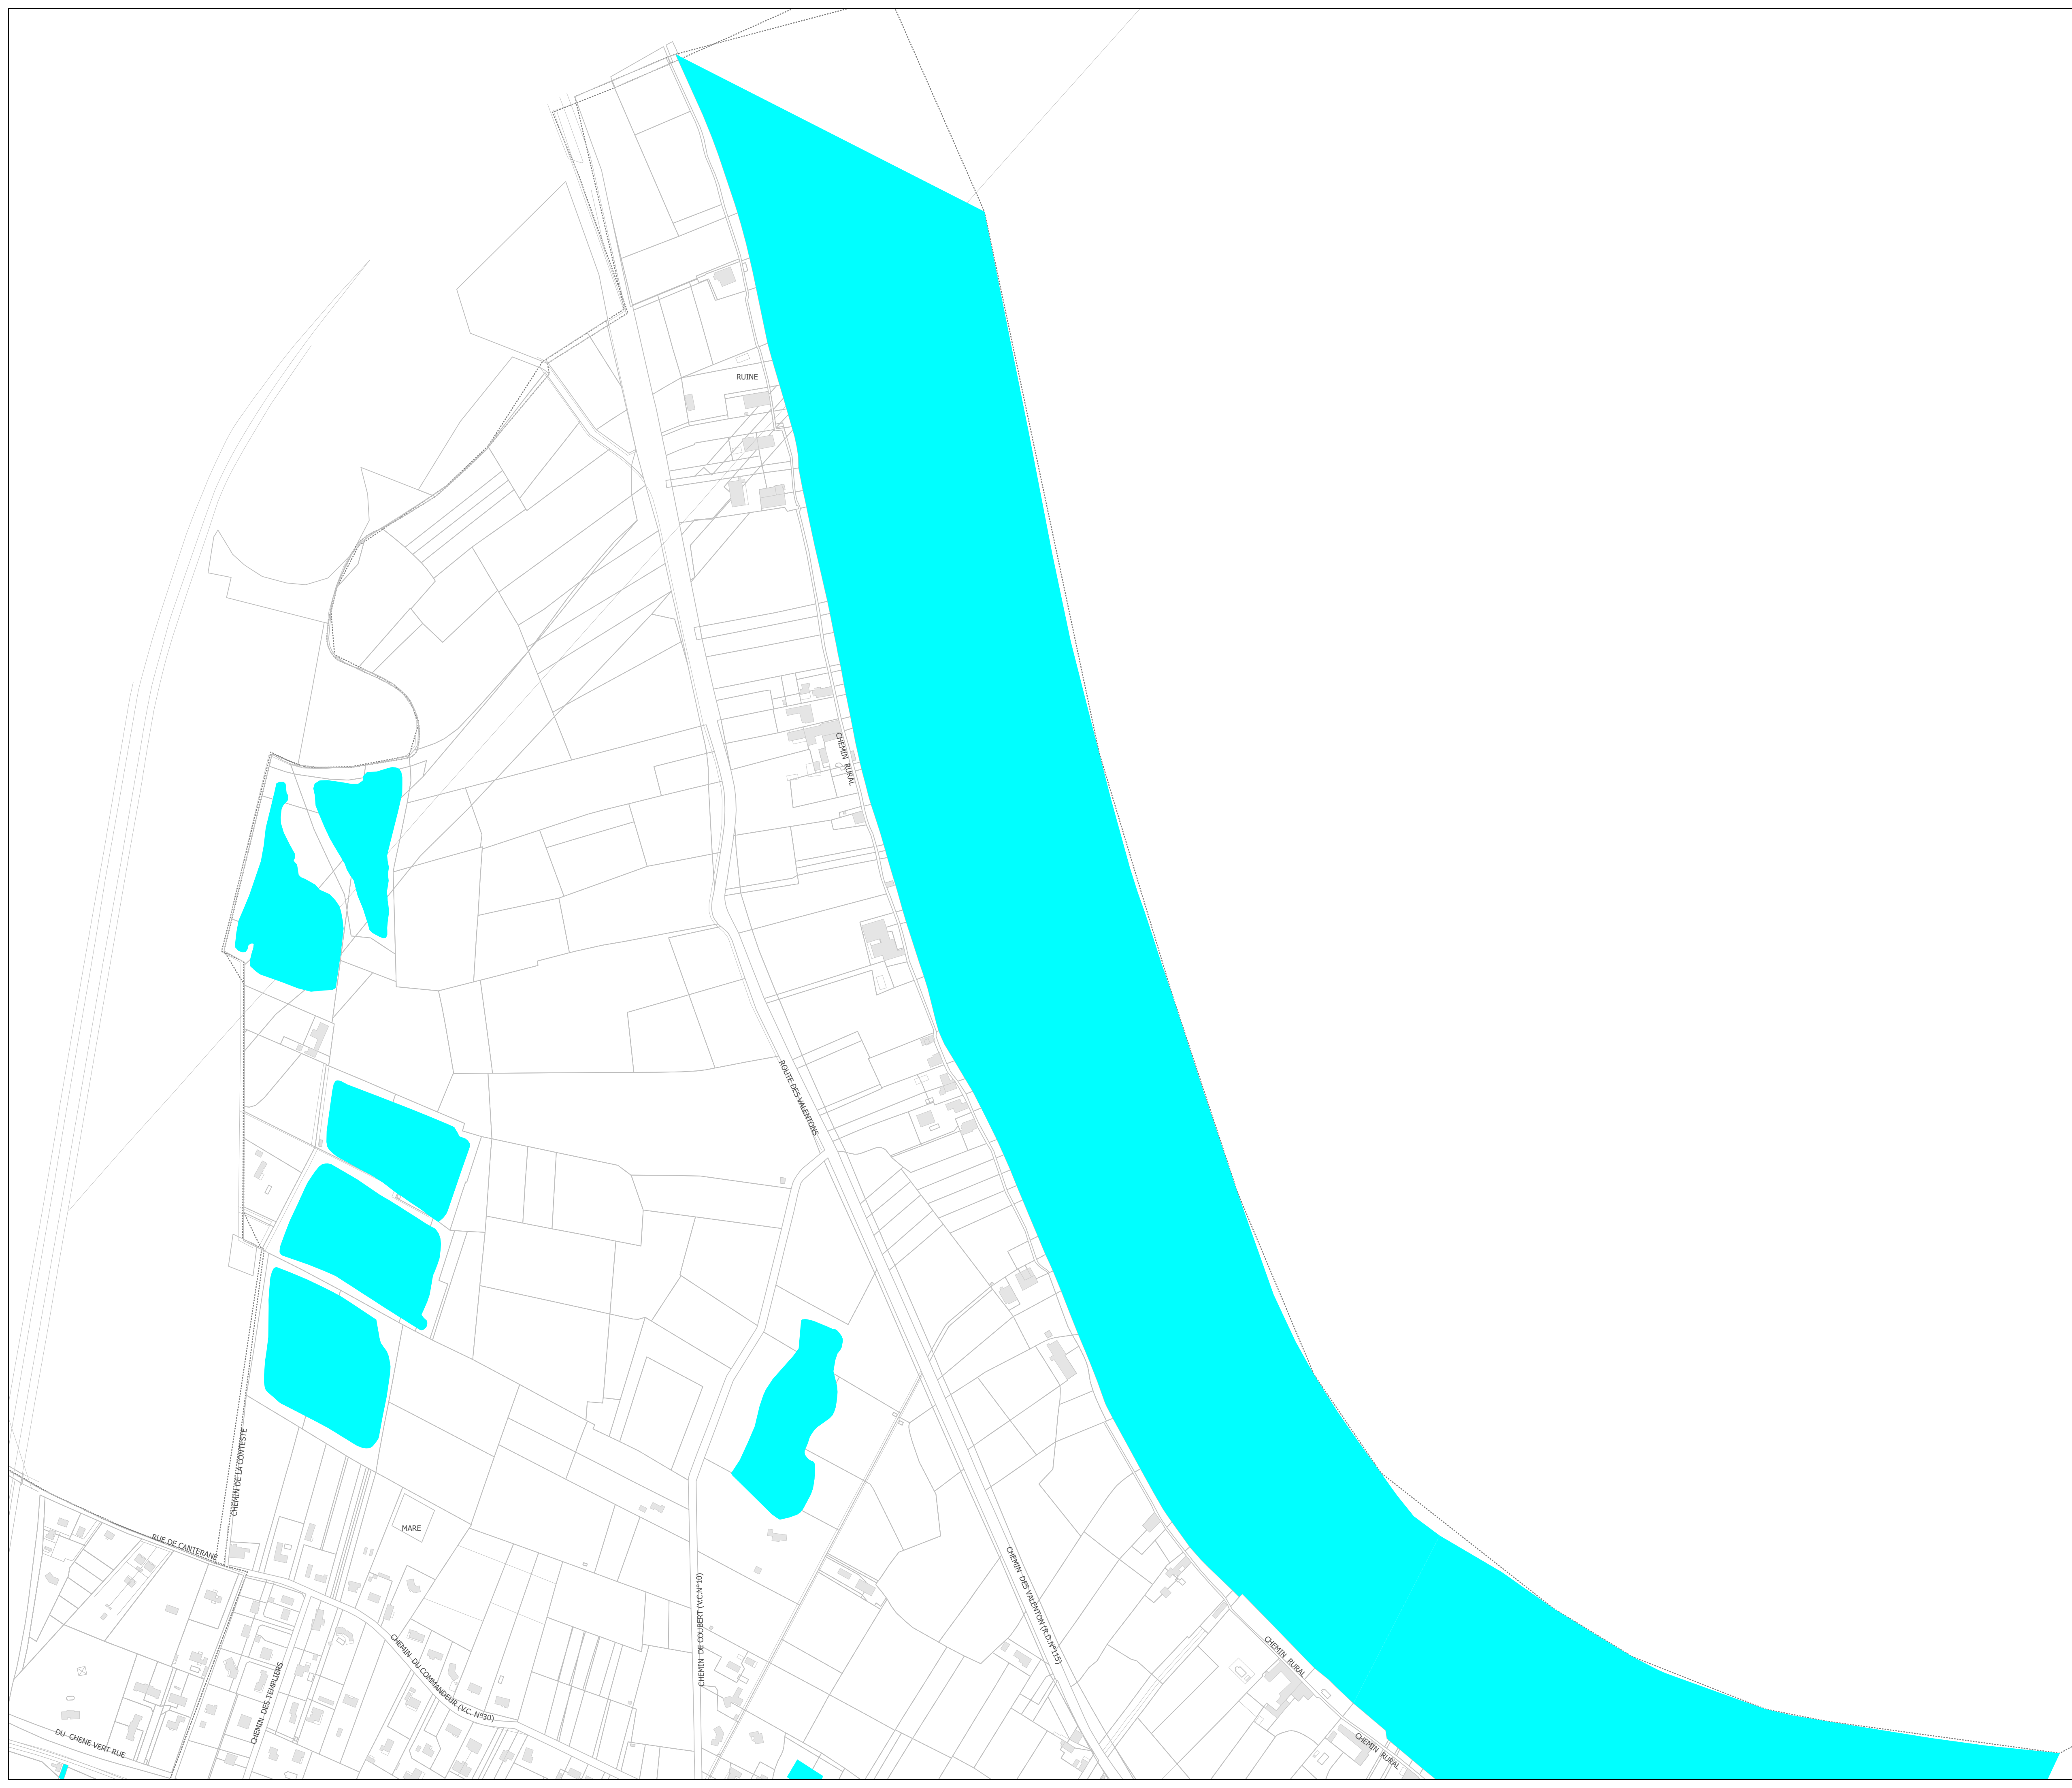 RUINE
CHEMIN RURAL
ROUTE DES VALENTONS
CHEMIN DE LA CONTESTE
MARE
RUE DE CANTERANE
CHEMIN DES VALENTON (R.D.N°115)
CHEMIN DE COUBERT (V.C.N°10)
CHEMIN DU COMMANDEUR (V.C. N°30)
CHEMIN RURAL
CHEMIN DES TEMPLIERS
DU CHENE VERT RUE
CHEMIN RURAL